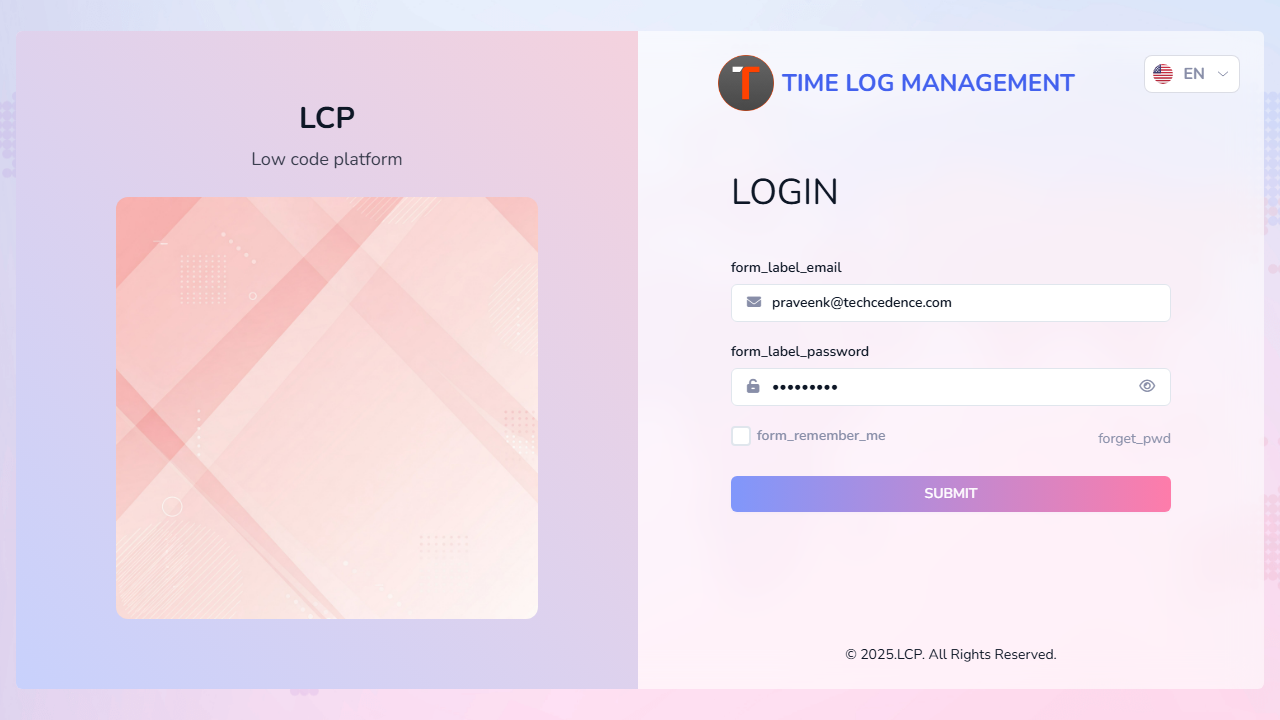 LCP
Low code platform
T TIME LOG MANAGEMENT
EN
LOGIN
form_label_email
praveenk@techcedence.com
form_label_password
•••••••••
form_remember_me
forget_pwd
SUBMIT
© 2025.LCP. All Rights Reserved.